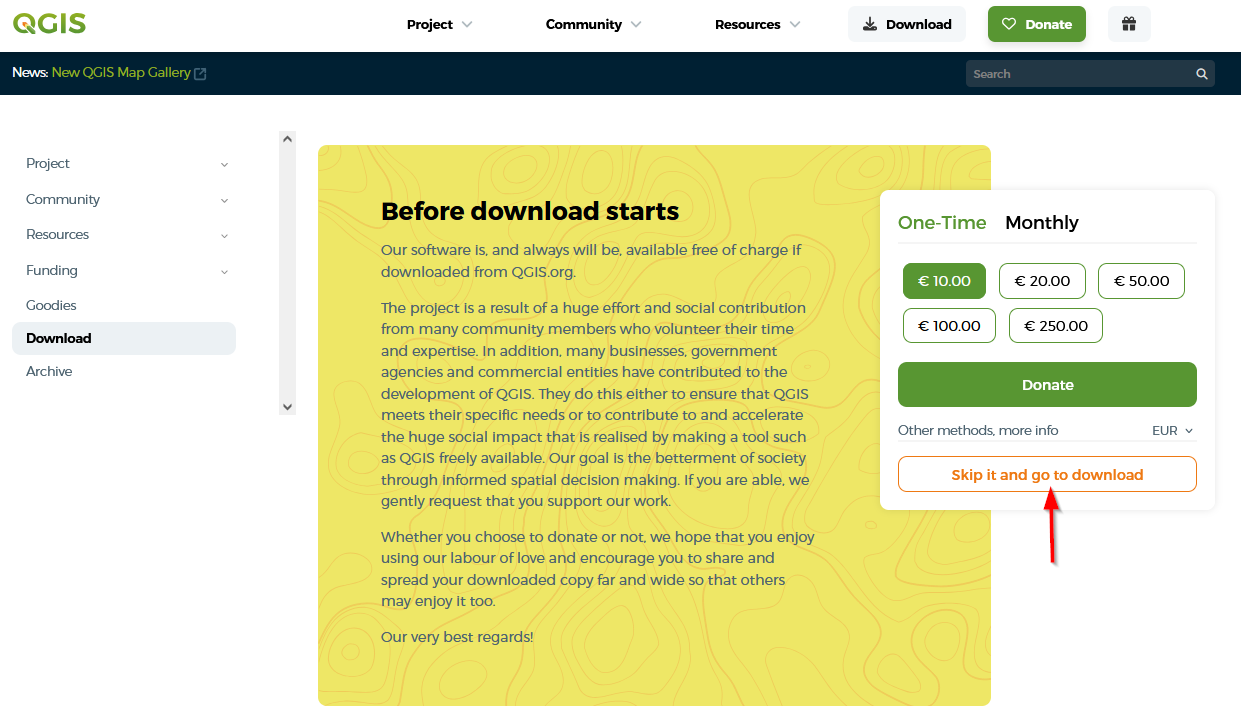 QGIS
Project
Community
Resources
Download
Donate
News: New QGIS Map Gallery
Search
Project
Community
Resources
Funding
Goodies
Download
Archive
Before download starts
Our software is, and always will be, available free of charge if
downloaded from QGIS.org.
The project is a result of a huge effort and social contribution
from many community members who volunteer their time
and expertise. In addition, many businesses, government
agencies and commercial entities have contributed to the
development of QGIS. They do this either to ensure that QGIS
meets their specific needs or to contribute to and accelerate
the huge social impact that is realised by making a tool such
as QGIS freely available. Our goal is the betterment of society
through informed spatial decision making. If you are able, we
gently request that you support our work.
Whether you choose to donate or not, we hope that you enjoy
using our labour of love and encourage you to share and
spread your downloaded copy far and wide so that others
may enjoy it too.
Our very best regards!
One-Time Monthly
€ 10.00 € 20.00 € 50.00
€ 100.00 € 250.00
Donate
Other methods, more info EUR
Skip it and go to download